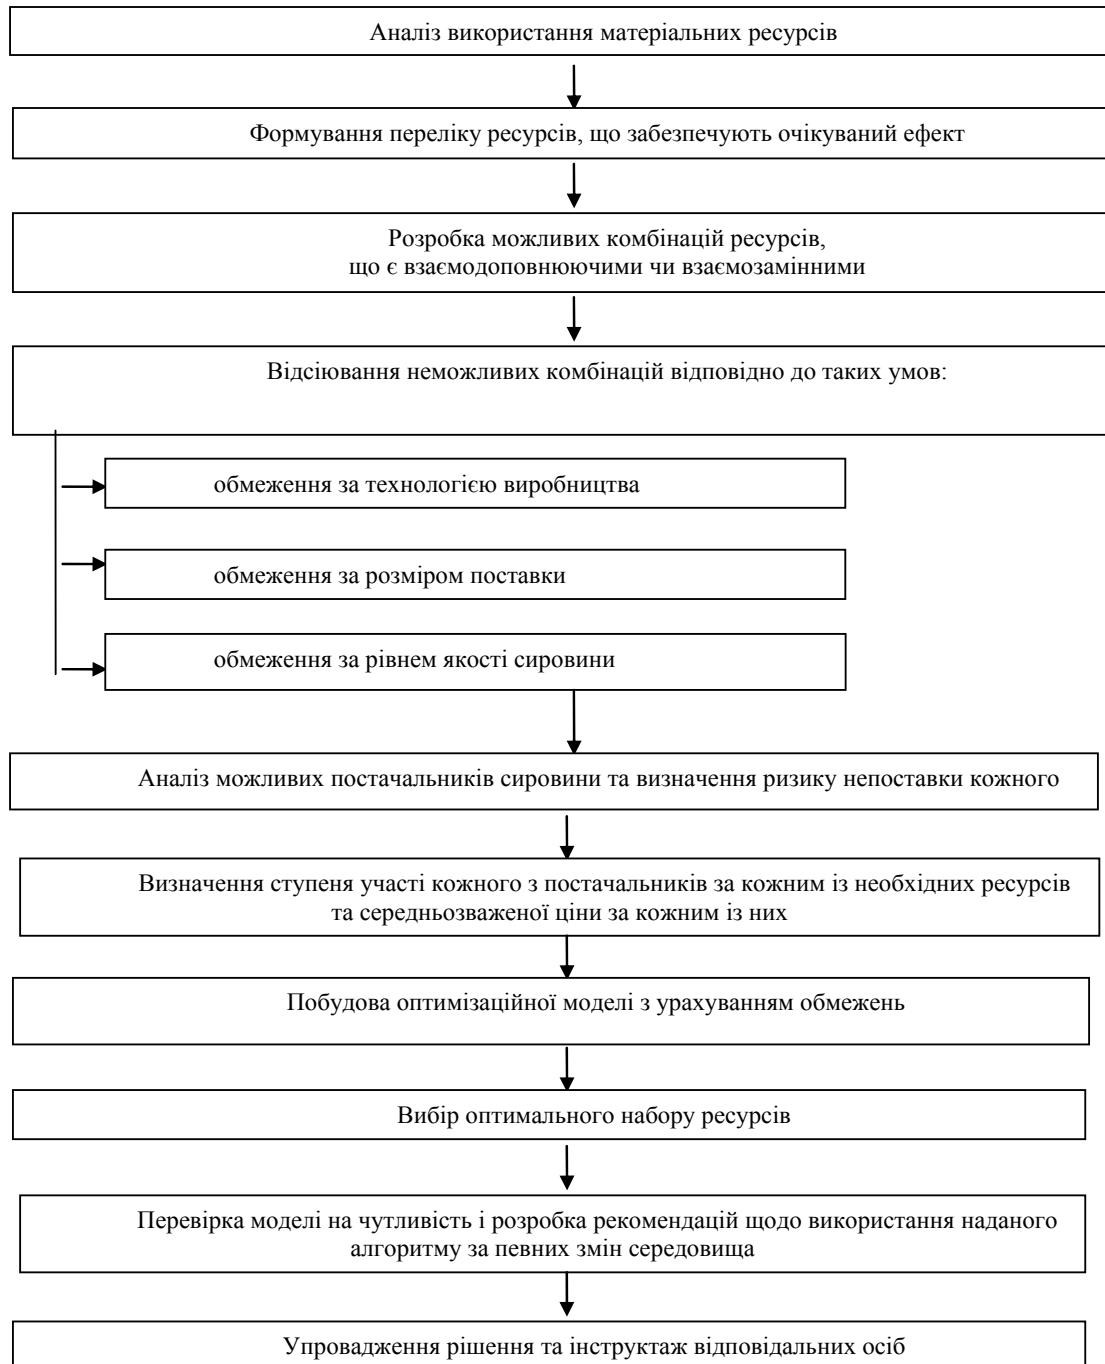 Аналіз використання матеріальних ресурсів
Формування переліку ресурсів, що забезпечують очікуваний ефект
Розробка можливих комбінацій ресурсів,
що є взаємодоповнюючими чи взаємозамінними
Відсіювання неможливих комбінацій відповідно до таких умов:
обмеження за технологією виробництва
обмеження за розміром поставки
обмеження за рівнем якості сировини
Аналіз можливих постачальників сировини та визначення ризику непоставки кожного
Визначення ступеня участі кожного з постачальників за кожним із необхідних ресурсів
та середньозваженої ціни за кожним із них
Побудова оптимізаційної моделі з урахуванням обмежень
Вибір оптимального набору ресурсів
Перевірка моделі на чутливість і розробка рекомендацій щодо використання наданого
алгоритму за певних змін середовища
Упровадження рішення та інструктаж відповідальних осіб